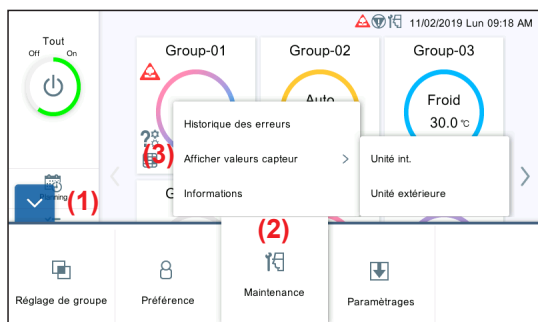 11/02/2019 Lun 09:18 AM
Tout
Off On
Group-01
Group-02
Group-03
Auto
Froid
30.0 °C
Historique des erreurs
(3)
Afficher valeurs capteur >
Unité int.
Informations
Unité extérieure
Planning
(1)
G
(2)
Réglage de groupe
Préférence
Maintenance
Paramètrages